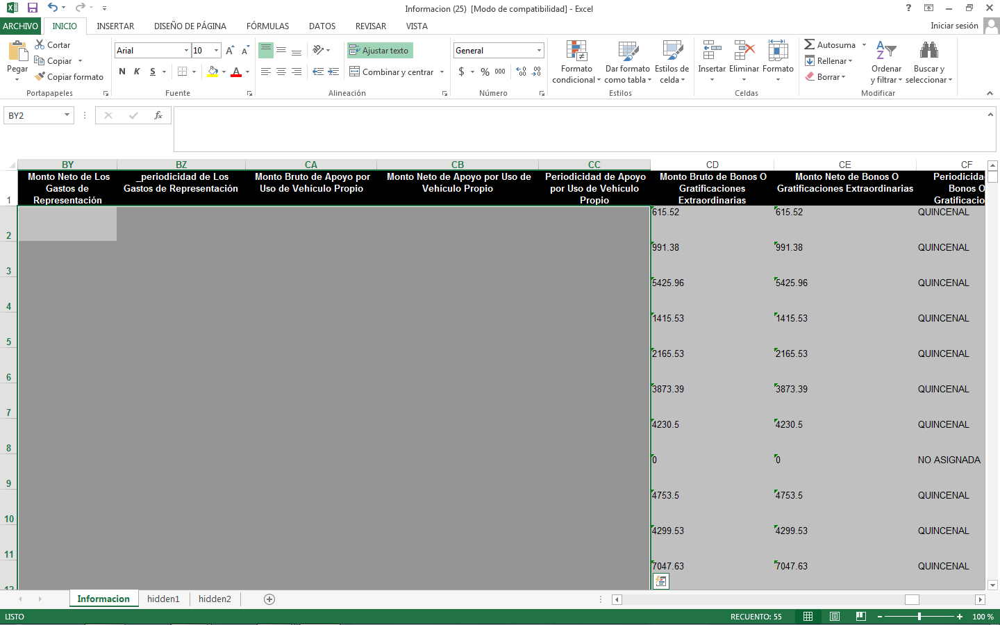 Informacion (25)  [Modo de compatibilidad] - Excel
ARCHIVO INICIO INSERTAR DISEÑO DE PÁGINA FÓRMULAS DATOS REVISAR VISTA Iniciar sesión
Pegar
Cortar
Copiar
Copiar formato
Portapapeles
Arial 10
N K S
Fuente
Ajustar texto
Combinar y centrar
Alineación
General
$ % 000
Número
Formato condicional
Dar formato como tabla
Estilos de celda
Estilos
Insertar
Eliminar
Formato
Celdas
Autosuma
Rellenar
Borrar
Ordenar y filtrar
Buscar y seleccionar
Modificar
BY2
BY BZ CA CB CC CD CE CF
1
Monto Neto de Los Gastos de Representación
_periodicidad de Los Gastos de Representación
Monto Bruto de Apoyo por Uso de Vehículo Propio
Monto Neto de Apoyo por Uso de Vehículo Propio
Periodicidad de Apoyo por Uso de Vehículo Propio
Monto Bruto de Bonos O Gratificaciones Extraordinarias
Monto Neto de Bonos O Gratificaciones Extraordinarias
Periodicida Bonos O Gratificacio
2 615.52 615.52 QUINCENAL
3 991.38 991.38 QUINCENAL
4 5425.96 5425.96 QUINCENAL
5 1415.53 1415.53 QUINCENAL
6 2165.53 2165.53 QUINCENAL
7 3873.39 3873.39 QUINCENAL
8 4230.5 4230.5 QUINCENAL
9 0 0 NO ASIGNADA
10 4753.5 4753.5 QUINCENAL
11 4299.53 4299.53 QUINCENAL
12 7047.63 7047.63 QUINCENAL
Informacion hidden1 hidden2
LISTO RECUENTO: 55 100 %